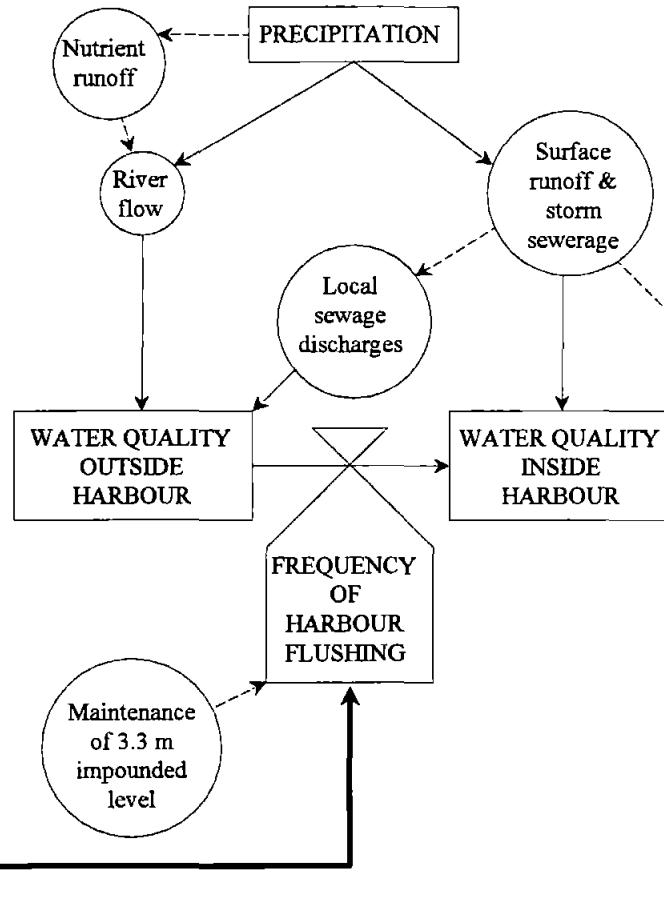 PRECIPITATION
Nutrient
runoff
River
flow
Surface
runoff &
storm
sewerage
Local
sewage
discharges
WATER QUALITY
OUTSIDE
HARBOUR
WATER QUALITY
INSIDE
HARBOUR
FREQUENCY
OF
HARBOUR
FLUSHING
Maintenance
of 3.3 m
impounded
level